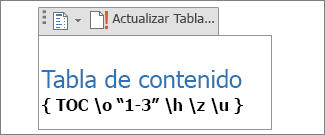 Actualizar Tabla...
Tabla de contenido
{ TOC \o “1-3” \h \z \u }